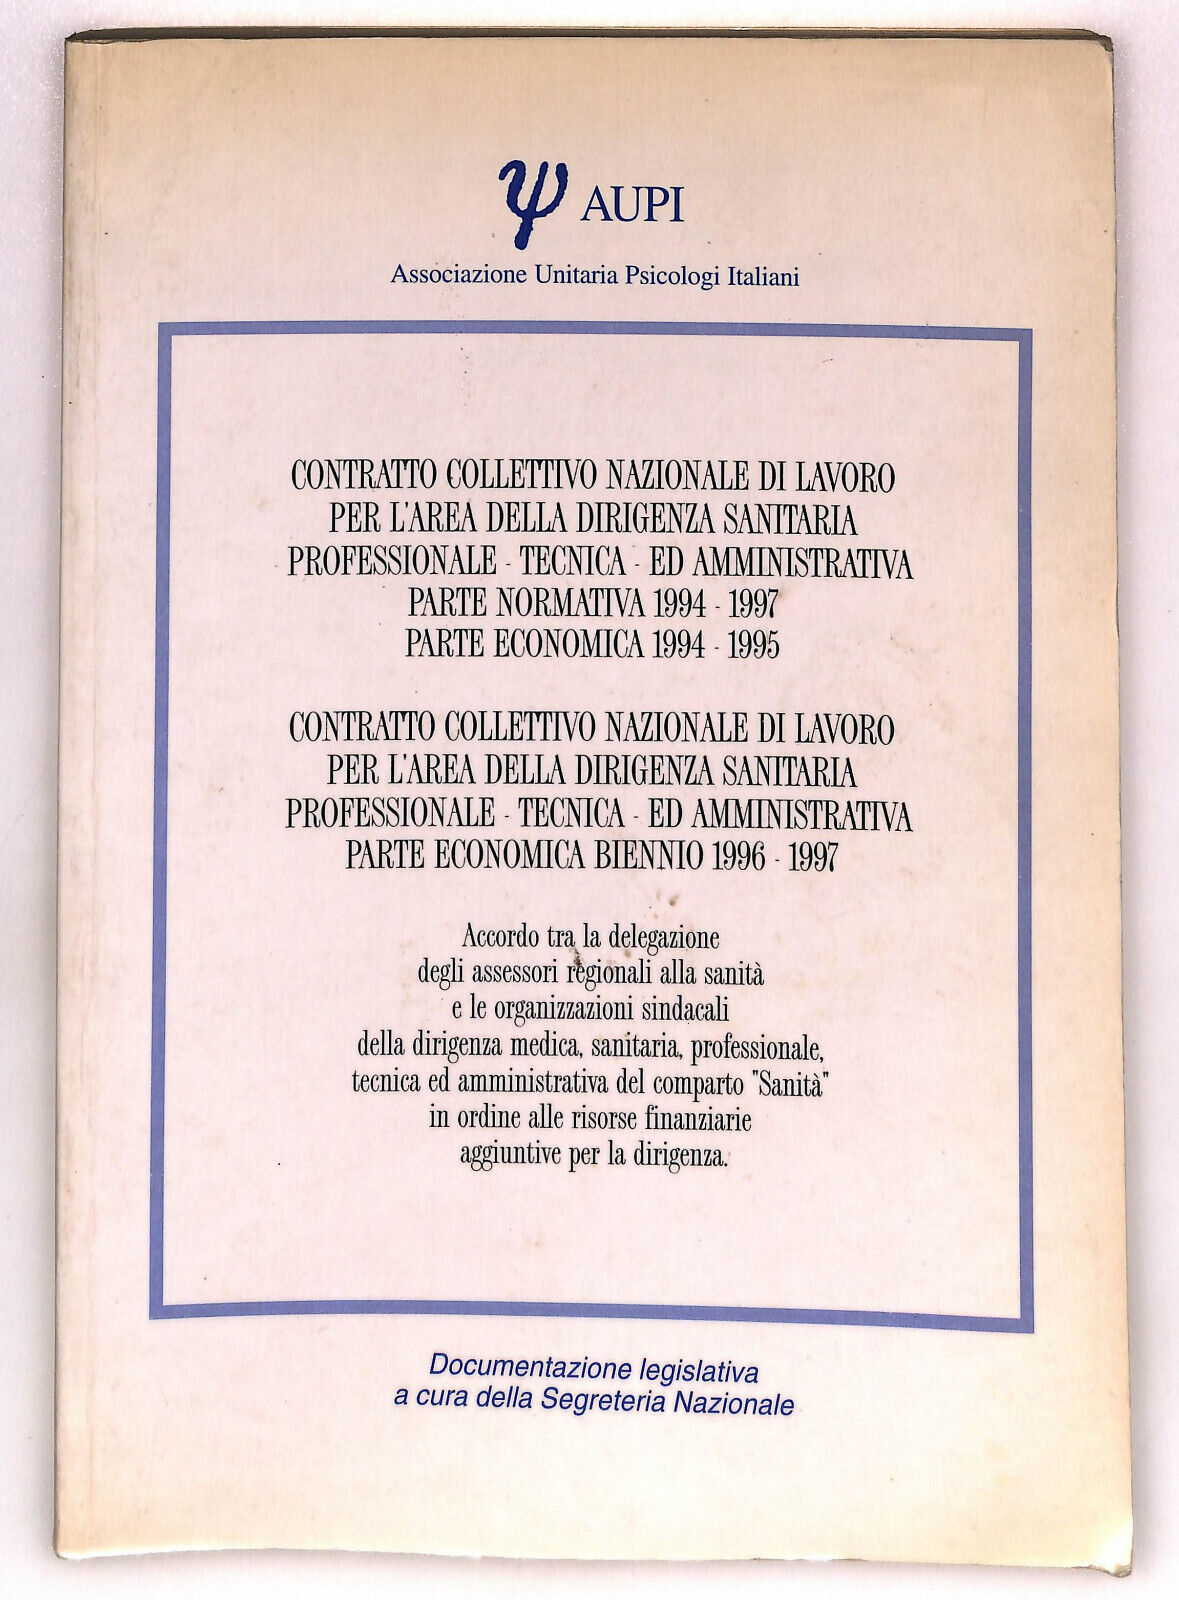 ψ AUPI
Associazione Unitaria Psicologi Italiani
CONTRATTO COLLETTIVO NAZIONALE DI LAVORO
PER L'AREA DELLA DIRIGENZA SANITARIA
PROFESSIONALE - TECNICA - ED AMMINISTRATIVA
PARTE NORMATIVA 1994 - 1997
PARTE ECONOMICA 1994 - 1995
CONTRATTO COLLETTIVO NAZIONALE DI LAVORO
PER L'AREA DELLA DIRIGENZA SANITARIA
PROFESSIONALE - TECNICA - ED AMMINISTRATIVA
PARTE ECONOMICA BIENNIO 1996 - 1997
Accordo tra la delegazione
degli assessori regionali alla sanità
e le organizzazioni sindacali
della dirigenza medica, sanitaria, professionale,
tecnica ed amministrativa del comparto "Sanità"
in ordine alle risorse finanziarie
aggiuntive per la dirigenza.
Documentazione legislativa
a cura della Segreteria Nazionale